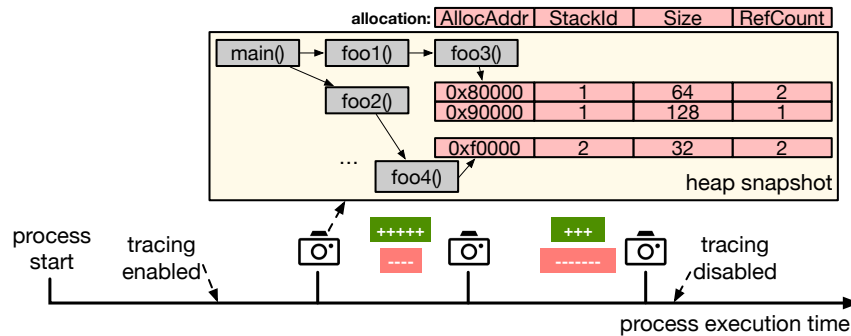 allocation: AllocAddr StackId Size RefCount
main() foo1() foo3()
foo2() 0x80000 1 64 2
0x90000 1 128 1
... 0xf0000 2 32 2
foo4() heap snapshot
process start
tracing enabled
+++++
----
+++
-------
tracing disabled
process execution time